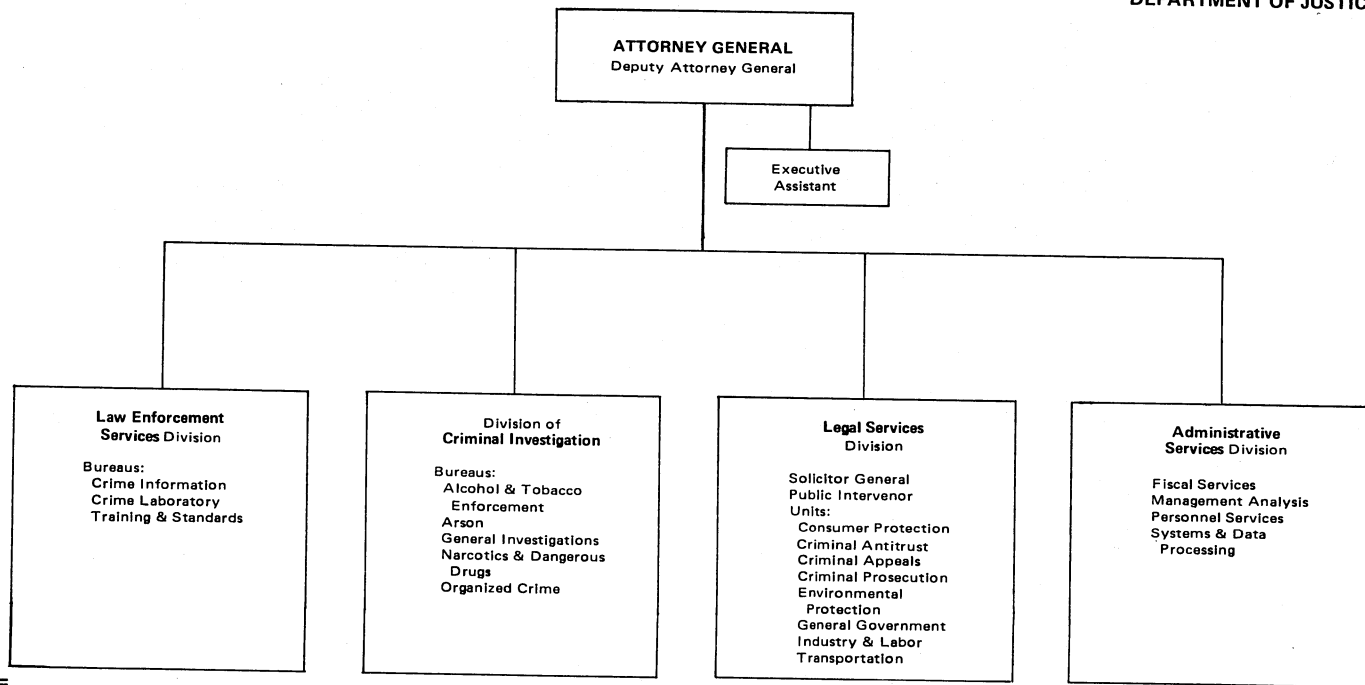 DEPARTMENT OF JUSTIC
ATTORNEY GENERAL
Deputy Attorney General
Executive
Assistant
Law Enforcement
Services Division
Bureaus:
Crime Information
Crime Laboratory
Training & Standards
Division of
Criminal Investigation
Bureaus:
Alcohol & Tobacco
Enforcement
Arson
General Investigations
Narcotics & Dangerous
Drugs
Organized Crime
Legal Services
Division
Solicitor General
Public Intervenor
Units:
Consumer Protection
Criminal Antitrust
Criminal Appeals
Criminal Prosecution
Environmental
Protection
General Government
Industry & Labor
Transportation
Administrative
Services Division
Fiscal Services
Management Analysis
Personnel Services
Systems & Data
Processing